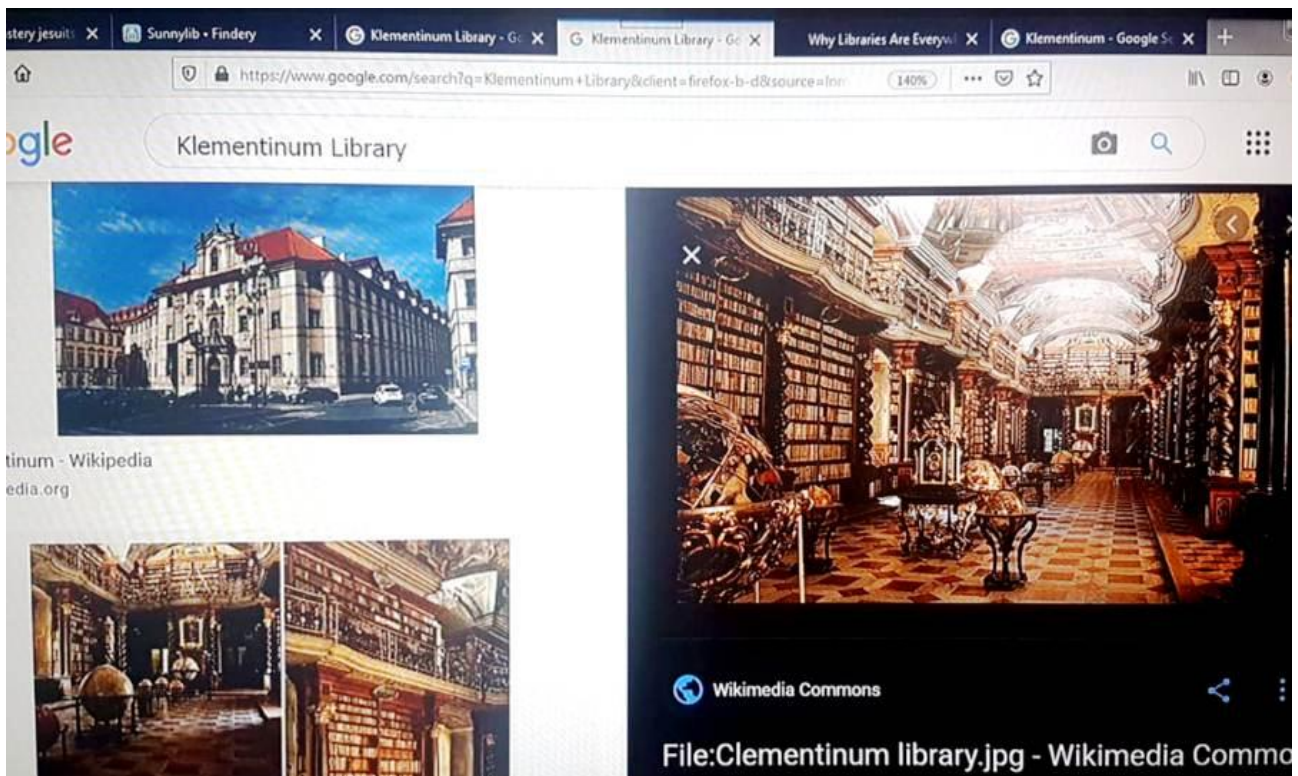 stery jesuits
Sunnylib • Findery
Klementinum Library - Go
Klementinum Library - Go
Why Libraries Are Everyw
Klementinum - Google Sc
https://www.google.com/search?q=Klementinum+Library&client=firefox-b-d&source=lnm
140%
ogle
Klementinum Library
tinum - Wikipedia
edia.org
Wikimedia Commons
File:Clementinum library.jpg - Wikimedia Commo